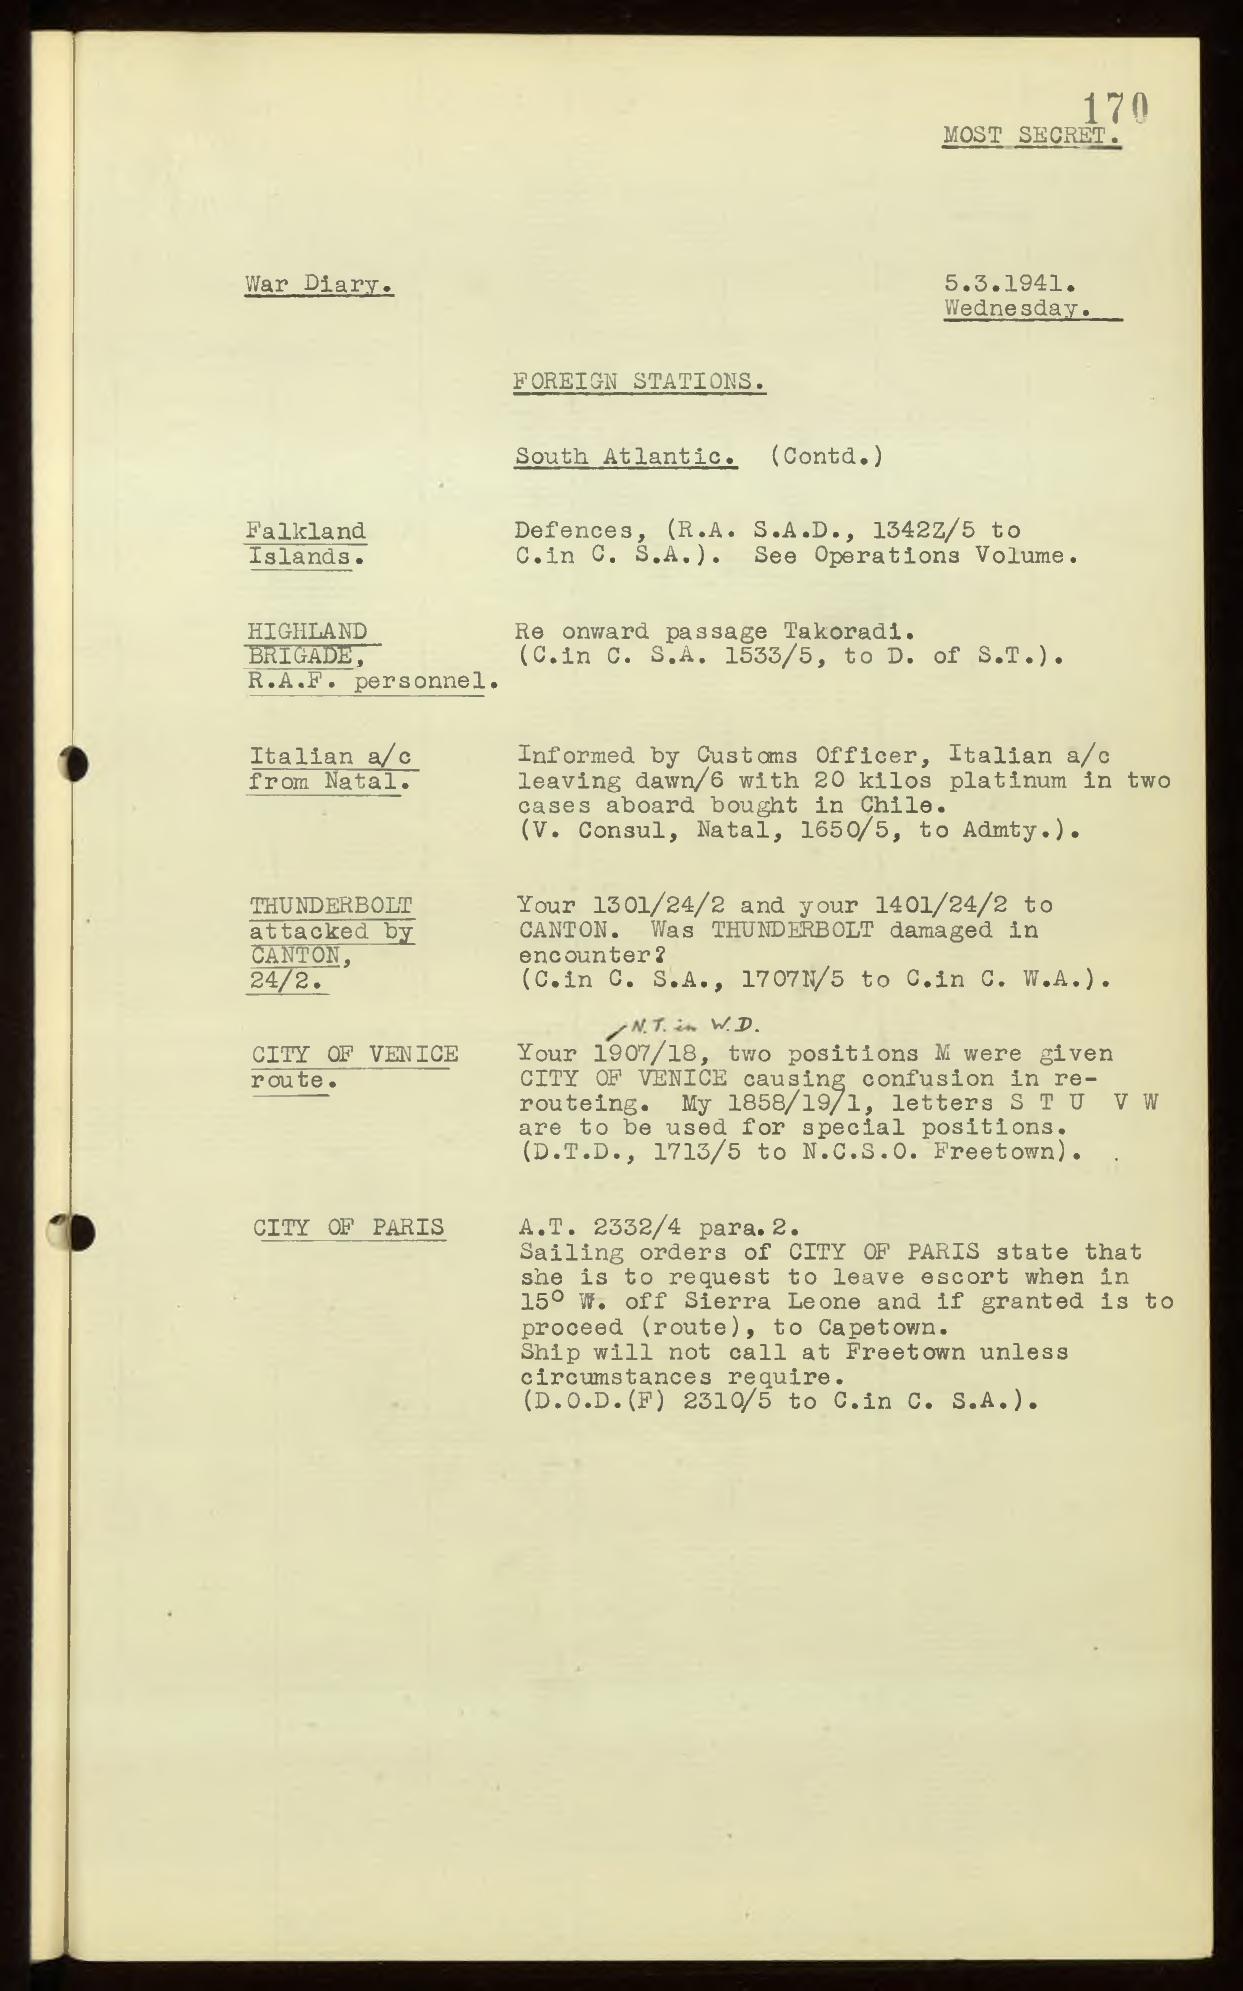 170
MOST SECRET.
War Diary.
5.3.1941.
Wednesday.
FOREIGN STATIONS.
South Atlantic. (Contd.)
Falkland
Islands.
Defences, (R.A. S.A.D., 1342Z/5 to
C.in C. S.A.). See Operations Volume.
HIGHLAND
BRIGADE,
R.A.F. personnel.
Re onward passage Takoradi.
(C.in C. S.A. 1533/5, to D. of S.T.).
Italian a/c
from Natal.
Informed by Customs Officer, Italian a/c
leaving dawn/6 with 20 kilos platinum in two
cases aboard bought in Chile.
(V. Consul, Natal, 1650/5, to Admty.).
THUNDERBOLT
attacked by
CANTON,
24/2.
Your 1301/24/2 and your 1401/24/2 to
CANTON. Was THUNDERBOLT damaged in
encounter?
(C.in C. S.A., 1707N/5 to C.in C. W.A.).
N.T. in W.D.
CITY OF VENICE
route.
Your 1907/18, two positions M were given
CITY OF VENICE causing confusion in re-
routeing. My 1858/19/1, letters S T U V W
are to be used for special positions.
(D.T.D., 1713/5 to N.C.S.O. Freetown).
CITY OF PARIS
A.T. 2332/4 para.2.
Sailing orders of CITY OF PARIS state that
she is to request to leave escort when in
15° W. off Sierra Leone and if granted is to
proceed (route), to Capetown.
Ship will not call at Freetown unless
circumstances require.
(D.O.D.(F) 2310/5 to C.in C. S.A.).